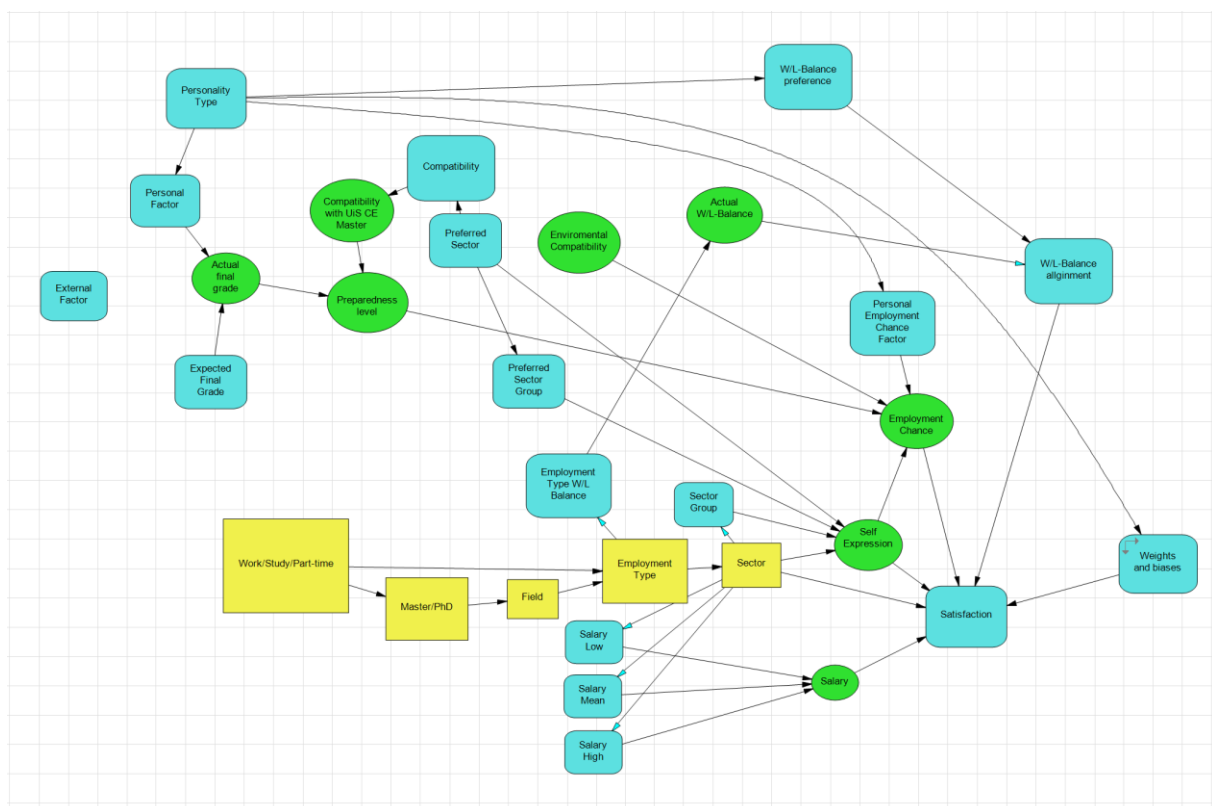 W/L-Balance
preference
Personality
Type
Compatibility
Personal
Factor
Compatibility
with UiS CE
Master
Actual
W/L-Balance
Preferred
Sector
Enviromental
Compatibility
W/L-Balance
allginment
Actual
final
grade
External
Factor
Preparedness
level
Personal
Employment
Chance
Factor
Expected
Final
Grade
Preferred
Sector
Group
Employment
Chance
Employment
Type W/L
Balance
Sector
Group
Self
Expression
Work/Study/Part-time
Employment
Type
Sector
Weights
and biases
Master/PhD
Field
Satisfaction
Salary
Low
Salary
Salary
Mean
Salary
High